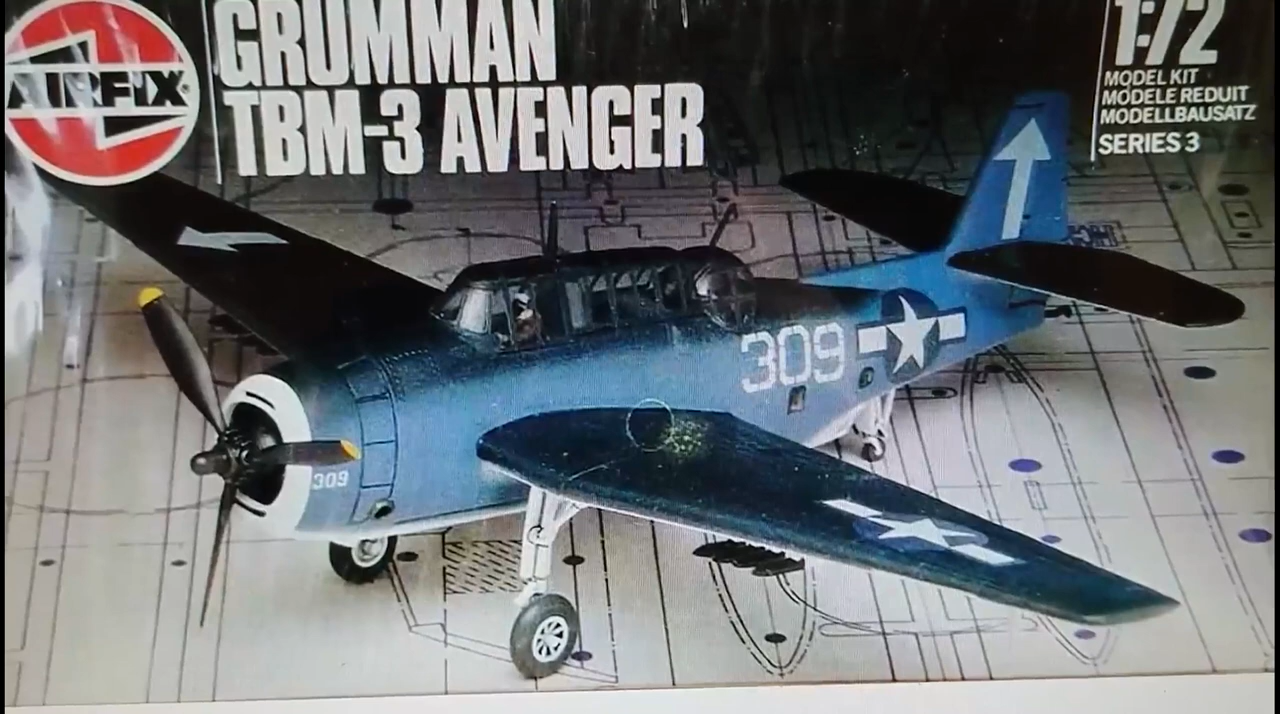 AIRFIX
GRUMMAN
TBM-3 AVENGER
1:72
MODEL KIT
MODELE REDUIT
MODELLBAUSATZ
SERIES 3
309
309